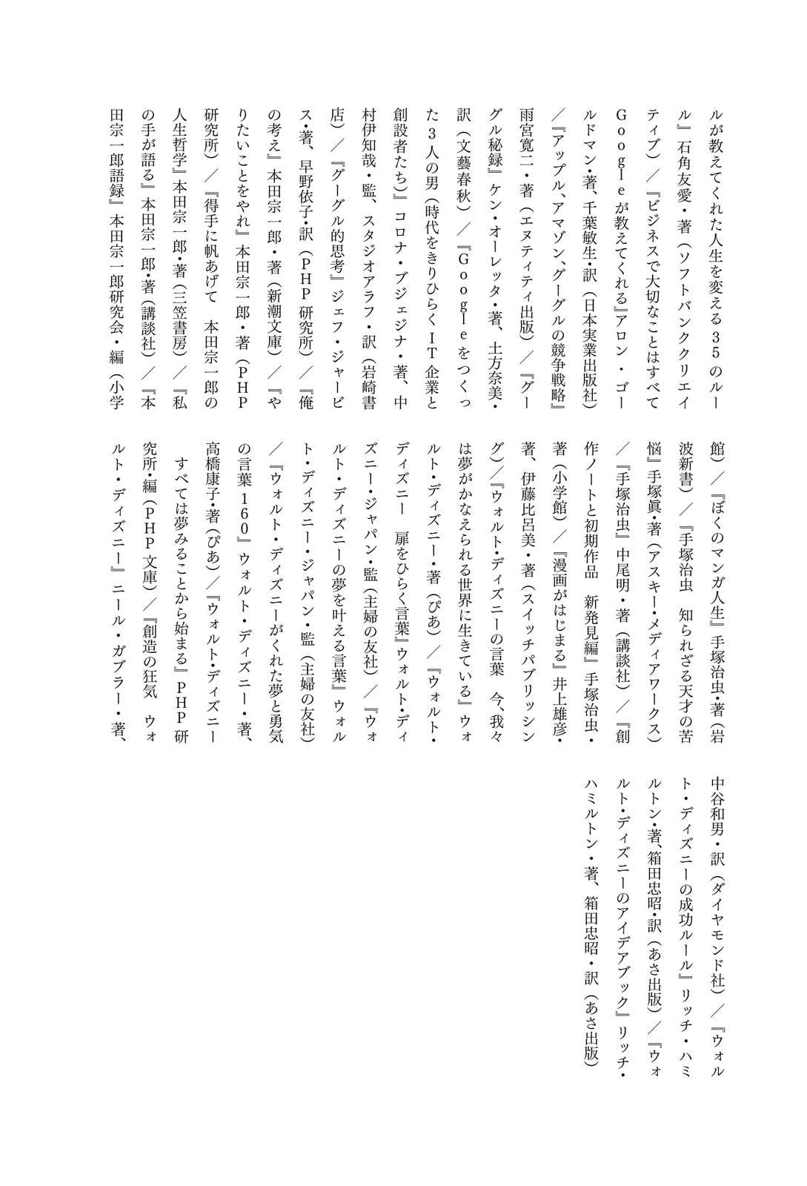 ルが教えてくれた人生を変える35のルー
ル』石角友愛・著（ソフトバンククリエイ
ティブ）／『ビジネスで大切なことはすべて
Googleが教えてくれる』アロン・ゴー
ルドマン・著、千葉敏生・訳（日本実業出版社）
／『アップル、アマゾン、グーグルの競争戦略』
雨宮寛二・著（エヌティティ出版）／『グー
グル秘録』ケン・オーレッタ・著、土方奈美・
訳（文藝春秋）／『Googleをつくっ
た3人の男（時代をきりひらくIT企業と
創設者たち）』コロナ・ブジェジナ・著、中
村伊知哉・監、スタジオアラフ・訳（岩崎書
店）／『グーグル的思考』ジェフ・ジャービ
ス・著、早野依子・訳（PHP研究所）／『俺
の考え』本田宗一郎・著（新潮文庫）／『や
りたいことをやれ』本田宗一郎・著（PHP
研究所）／『得手に帆あげて　本田宗一郎の
人生哲学』本田宗一郎・著（三笠書房）／『私
の手が語る』本田宗一郎・著（講談社）／『本
田宗一郎語録』本田宗一郎研究会・編（小学
館）／『ぼくのマンガ人生』手塚治虫・著（岩
波新書）／『手塚治虫　知られざる天才の苦
悩』手塚眞・著（アスキー・メディアワークス）
／『手塚治虫』中尾明・著（講談社）／『創
作ノートと初期作品　新発見編』手塚治虫・
著（小学館）／『漫画がはじまる』井上雄彦・
著、伊藤比呂美・著（スイッチパブリッシン
グ）／『ウォルト・ディズニーの言葉　今、我々
は夢がかなえられる世界に生きている』ウォ
ルト・ディズニー・著（ぴあ）／『ウォルト・
ディズニー　扉をひらく言葉』ウォルト・ディ
ズニー・ジャパン・監（主婦の友社）／『ウォ
ルト・ディズニーの夢を叶える言葉』ウォル
ト・ディズニー・ジャパン・監（主婦の友社）
／『ウォルト・ディズニーがくれた夢と勇気
の言葉160』ウォルト・ディズニー・著、
高橋康子・著（ぴあ）／『ウォルト・ディズニー
　すべては夢みることから始まる』PHP研
究所・編（PHP文庫）／『創造の狂気　ウォ
ルト・ディズニー』ニール・ガブラー・著、
中谷和男・訳（ダイヤモンド社）／『ウォル
ト・ディズニーの成功ルール』リッチ・ハミ
ルトン・著、箱田忠昭・訳（あさ出版）／『ウォ
ルト・ディズニーのアイデアブック』リッチ・
ハミルトン・著、箱田忠昭・訳（あさ出版）